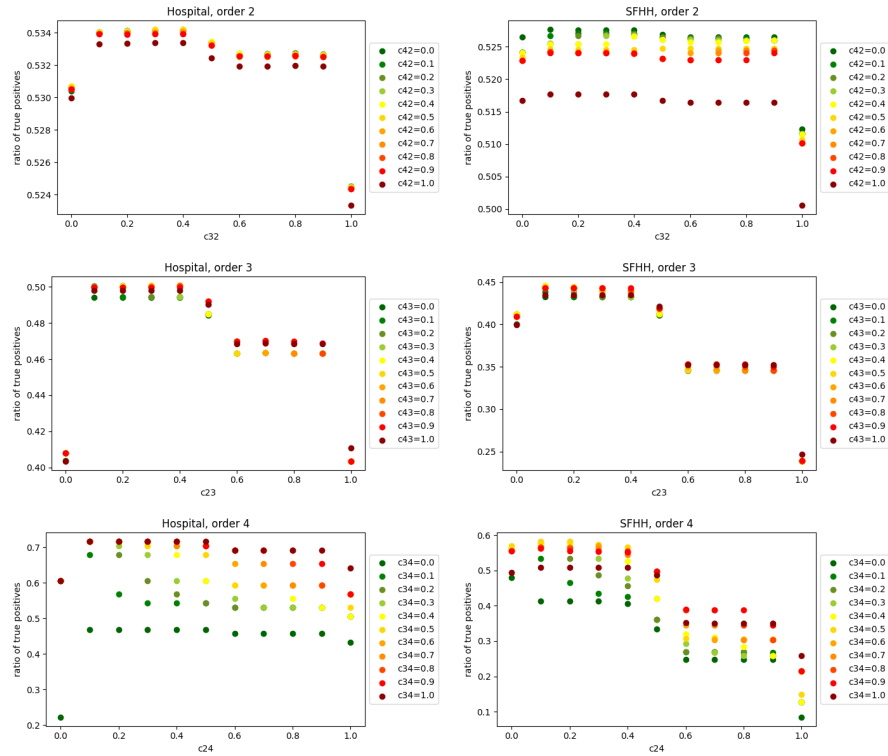 Hospital, order 2
0.534
0.532
0.530
0.528
0.526
0.524
ratio of true positives
0.0
0.2
0.4
0.6
0.8
1.0
c32
c42=0.0
c42=0.1
c42=0.2
c42=0.3
c42=0.4
c42=0.5
c42=0.6
c42=0.7
c42=0.8
c42=0.9
c42=1.0
SFHH, order 2
0.525
0.520
0.515
0.510
0.505
0.500
ratio of true positives
0.0
0.2
0.4
0.6
0.8
1.0
c32
c42=0.0
c42=0.1
c42=0.2
c42=0.3
c42=0.4
c42=0.5
c42=0.6
c42=0.7
c42=0.8
c42=0.9
c42=1.0
Hospital, order 3
0.50
0.48
0.46
0.44
0.42
0.40
ratio of true positives
0.0
0.2
0.4
0.6
0.8
1.0
c23
c43=0.0
c43=0.1
c43=0.2
c43=0.3
c43=0.4
c43=0.5
c43=0.6
c43=0.7
c43=0.8
c43=0.9
c43=1.0
SFHH, order 3
0.45
0.40
0.35
0.30
0.25
ratio of true positives
0.0
0.2
0.4
0.6
0.8
1.0
c23
c43=0.0
c43=0.1
c43=0.2
c43=0.3
c43=0.4
c43=0.5
c43=0.6
c43=0.7
c43=0.8
c43=0.9
c43=1.0
Hospital, order 4
0.7
0.6
0.5
0.4
0.3
0.2
ratio of true positives
0.0
0.2
0.4
0.6
0.8
1.0
c24
c34=0.0
c34=0.1
c34=0.2
c34=0.3
c34=0.4
c34=0.5
c34=0.6
c34=0.7
c34=0.8
c34=0.9
c34=1.0
SFHH, order 4
0.6
0.5
0.4
0.3
0.2
0.1
ratio of true positives
0.0
0.2
0.4
0.6
0.8
1.0
c24
c34=0.0
c34=0.1
c34=0.2
c34=0.3
c34=0.4
c34=0.5
c34=0.6
c34=0.7
c34=0.8
c34=0.9
c34=1.0